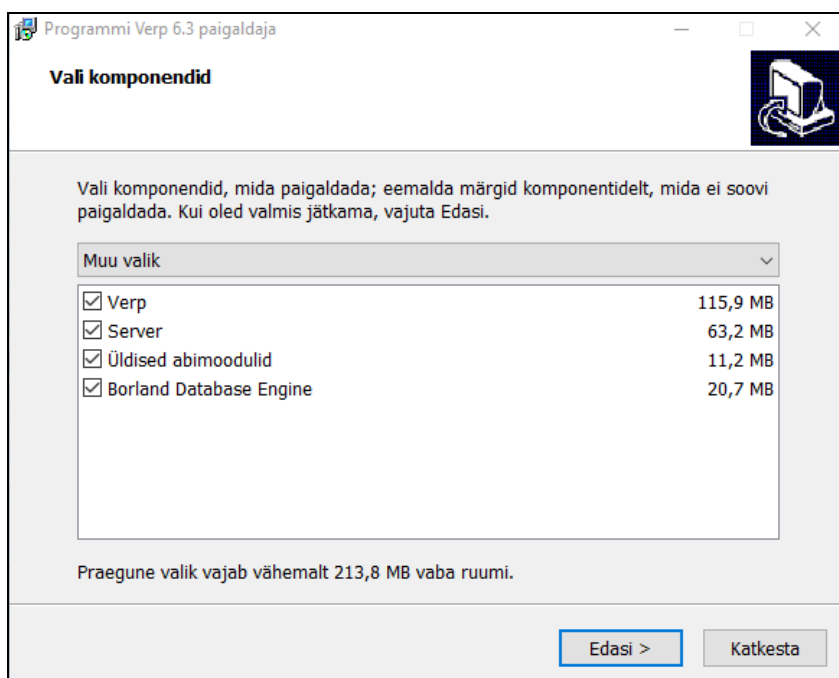 Programmi Verp 6.3 paigaldaja
Vali komponendid
Vali komponendid, mida paigaldada; eemalda märgid komponentidelt, mida ei soovi
paigaldada. Kui oled valmis jätkama, vajuta Edasi.
Muu valik
Verp 115,9 MB
Server 63,2 MB
Üldised abimoodulid 11,2 MB
Borland Database Engine 20,7 MB
Praegune valik vajab vähemalt 213,8 MB vaba ruumi.
Edasi > Katkesta